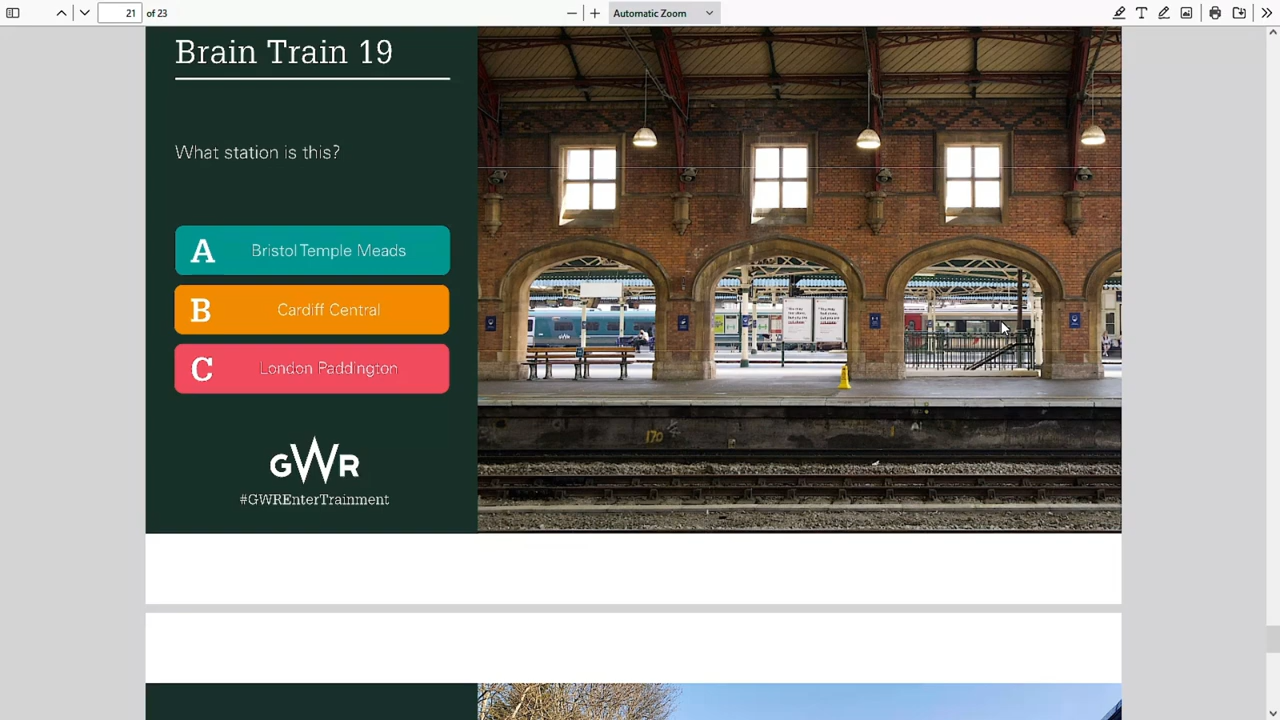 21 of 23
Automatic Zoom
Brain Train 19
What station is this?
A Bristol Temple Meads
B Cardiff Central
C London Paddington
GWR
#GWREnterTrainment
170